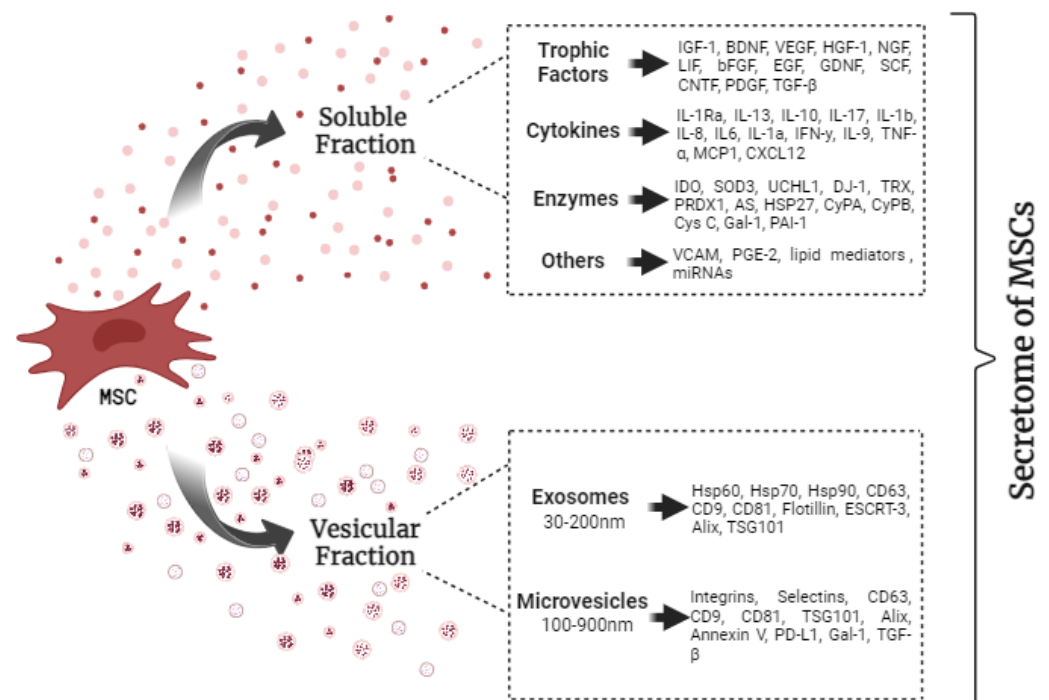 Soluble
Fraction
Trophic
Factors
IGF-1, BDNF, VEGF, HGF-1, NGF,
LIF, bFGF, EGF, GDNF, SCF,
CNTF, PDGF, TGF-β
Cytokines
IL-1Ra, IL-13, IL-10, IL-17, IL-1b,
IL-8, IL6, IL-1a, IFN-y, IL-9, TNF-
α, MCP1, CXCL12
Enzymes
IDO, SOD3, UCHL1, DJ-1, TRX,
PRDX1, AS, HSP27, CyPA, CyPB,
Cys C, Gal-1, PAI-1
Others
VCAM, PGE-2, lipid mediators,
miRNAs
MSC
Vesicular
Fraction
Exosomes
30-200nm
Hsp60, Hsp70, Hsp90, CD63,
CD9, CD81, Flotillin, ESCRT-3,
Alix, TSG101
Microvesicles
100-900nm
Integrins, Selectins, CD63,
CD9, CD81, TSG101, Alix,
Annexin V, PD-L1, Gal-1, TGF-
β
Secretome of MSCs